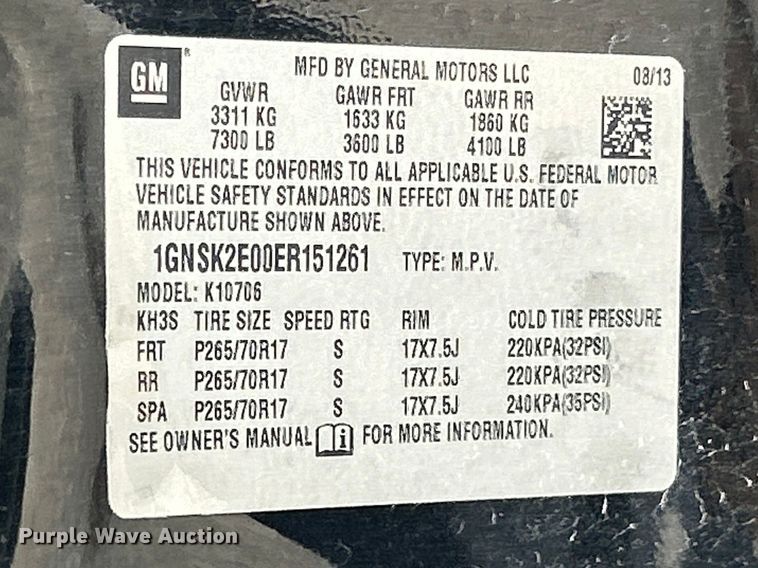 GM ®
MFD BY GENERAL MOTORS LLC 08/13
GVWR GAWR FRT GAWR RR
3311 KG 1633 KG 1860 KG
7300 LB 3600 LB 4100 LB
THIS VEHICLE CONFORMS TO ALL APPLICABLE U.S. FEDERAL MOTOR
VEHICLE SAFETY STANDARDS IN EFFECT ON THE DATE OF
MANUFACTURE SHOWN ABOVE.
1GNSK2E00ER151261 TYPE: M.P.V.
MODEL: K10706
KH3S TIRE SIZE SPEED RTG RIM COLD TIRE PRESSURE
FRT P265/70R17 S 17X7.5J 220KPA(32PSI)
RR P265/70R17 S 17X7.5J 220KPA(32PSI)
SPA P265/70R17 S 17X7.5J 240KPA(35PSI)
SEE OWNER'S MANUAL i FOR MORE INFORMATION.
Purple Wave Auction